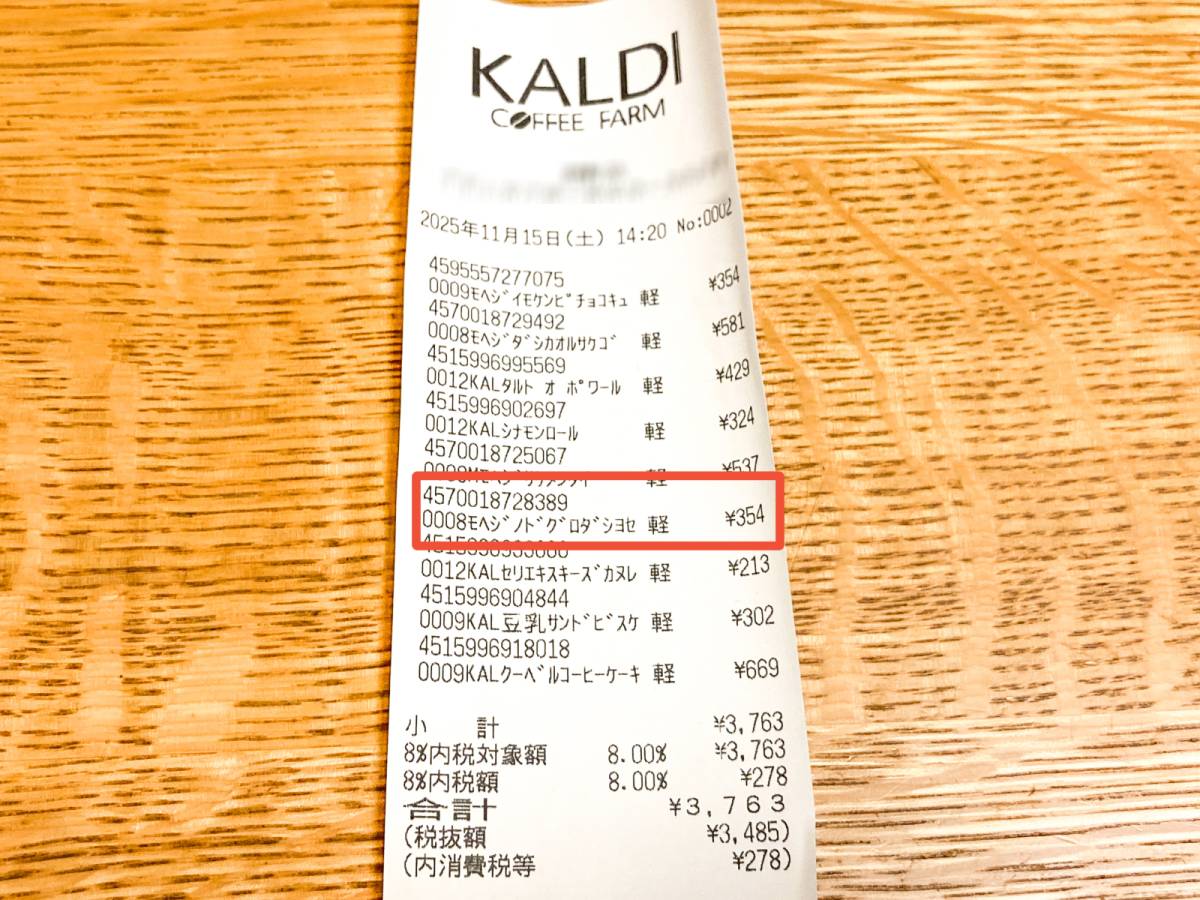 KALDI
COFFEE FARM
2025年11月15日(土) 14:20 No:0002
4595557277075
0009ﾓﾍｼﾞｲﾓｹﾝﾋﾟﾁｮｺｷｭ 軽 ¥354
4570018729492
0008ﾓﾍｼﾞﾀﾞｼｶｵﾙｻｹｺﾞ 軽 ¥581
4515996995569
0012KALﾀﾙﾄ ｵ ﾎﾟﾜｰﾙ 軽 ¥429
4515996902697
0012KALｼﾅﾓﾝﾛｰﾙ 軽 ¥324
4570018725067
軽 ¥537
4570018728389
0008ﾓﾍｼﾞﾉﾄﾞｸﾞﾛﾀﾞｼﾖｾ 軽 ¥354
0012KALｾﾘｴｷｽｷｰｽﾞｶﾇﾚ 軽 ¥213
4515996904844
0009KAL豆乳ｻﾝﾄﾞﾋﾞｽｹ 軽 ¥302
4515996918018
0009KALｸｰﾍﾞﾙｺｰﾋｰｹｰｷ 軽 ¥669
小 計 ¥3,763
8%内税対象額 8.00% ¥3,763
8%内税額 8.00% ¥278
合計 ¥3,763
(税抜額 ¥3,485)
(内消費税等 ¥278)